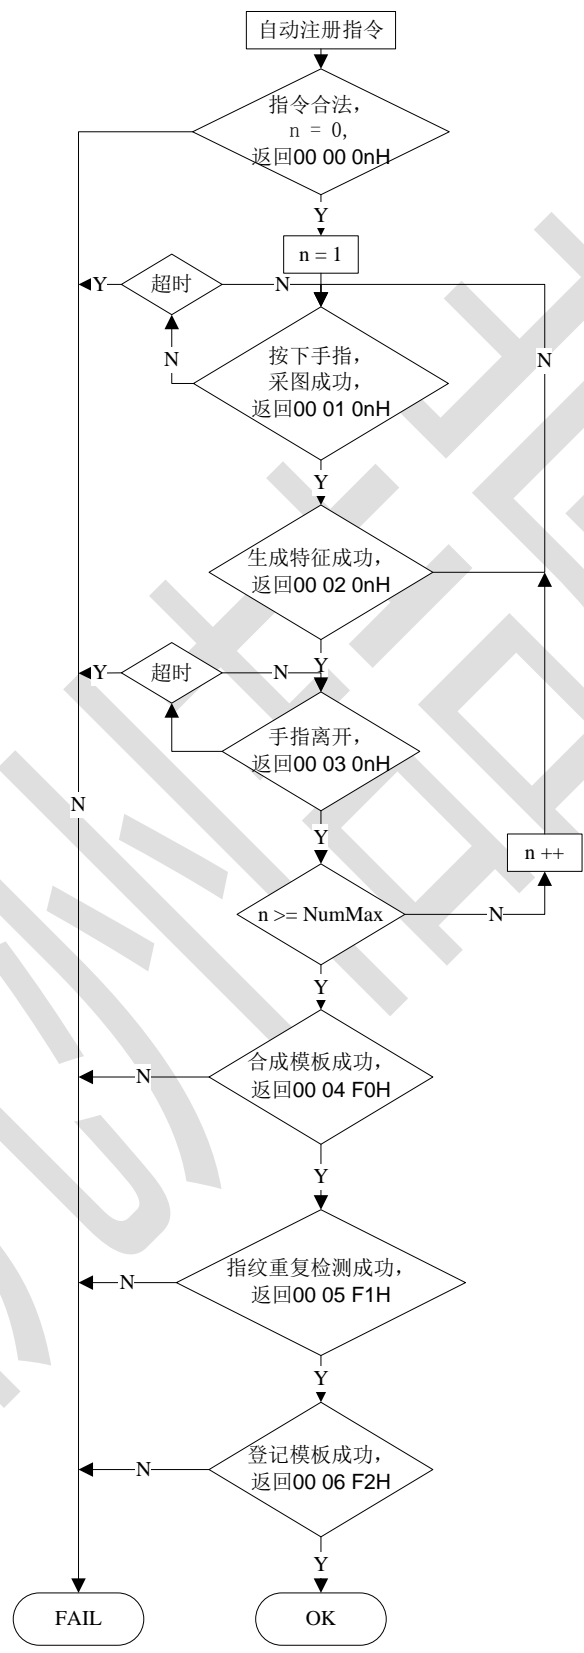 自动注册指令
指令合法,
n = 0,
返回00 00 0nH
Y
n = 1
Y
超时
N
N
按下手指,
采图成功,
返回00 01 0nH
N
Y
生成特征成功,
返回00 02 0nH
Y
Y
超时
N
手指离开,
返回00 03 0nH
N
Y
n ++
n >= NumMax
N
Y
合成模板成功,
返回00 04 F0H
N
Y
指纹重复检测成功,
返回00 05 F1H
N
Y
登记模板成功,
返回00 06 F2H
N
Y
FAIL
OK